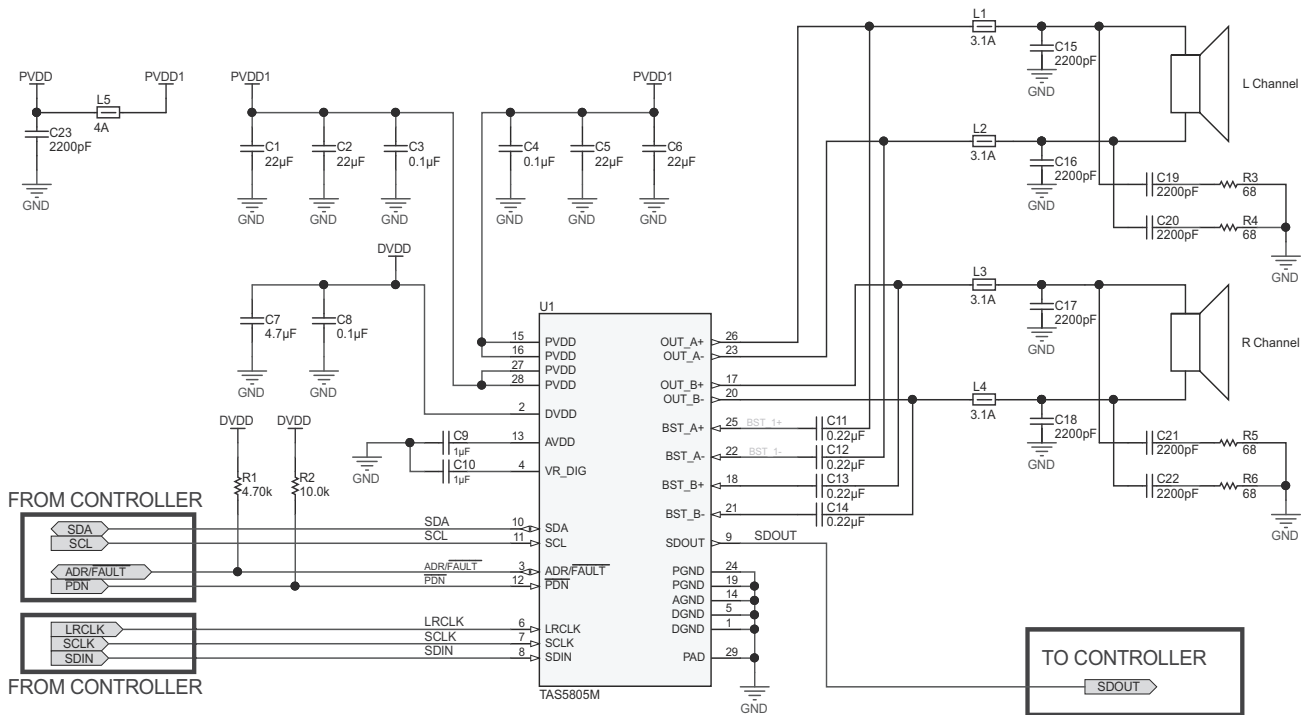 PVDD
PVDD1
L5
4A
C23
2200pF
GND
PVDD1
C1
22µF
C2
22µF
C3
0.1µF
GND
GND
GND
PVDD1
C4
0.1µF
C5
22µF
C6
22µF
GND
GND
GND
L1
3.1A
C15
2200pF
GND
L Channel
L2
3.1A
C16
2200pF
GND
C19
2200pF
R3
68
C20
2200pF
R4
68
GND
L3
3.1A
C17
2200pF
GND
R Channel
L4
3.1A
C18
2200pF
GND
C21
2200pF
R5
68
C22
2200pF
R6
68
GND
DVDD
C7
4.7µF
C8
0.1µF
GND
GND
DVDD
DVDD
R1
4.70k
R2
10.0k
GND
C9
1µF
C10
1µF
U1
15 PVDD
16 PVDD
27 PVDD
28 PVDD
2 DVDD
13 AVDD
4 VR_DIG
10 SDA
11 SCL
3 ADR/FAULT
12 PDN
6 LRCLK
7 SCLK
8 SDIN
OUT_A+ 26
OUT_A- 23
OUT_B+ 17
OUT_B- 20
BST_A+ 25 BST_1+
BST_A- 22 BST_1-
BST_B+ 18
BST_B- 21
SDOUT 9 SDOUT
PGND 24
PGND 19
AGND 14
DGND 5
DGND 1
PAD 29
TAS5805M
C11
0.22µF
C12
0.22µF
C13
0.22µF
C14
0.22µF
GND
FROM CONTROLLER
SDA SDA
SCL SCL
ADR/FAULT ADR/FAULT
PDN PDN
LRCLK LRCLK
SCLK SCLK
SDIN SDIN
FROM CONTROLLER
TO CONTROLLER
SDOUT